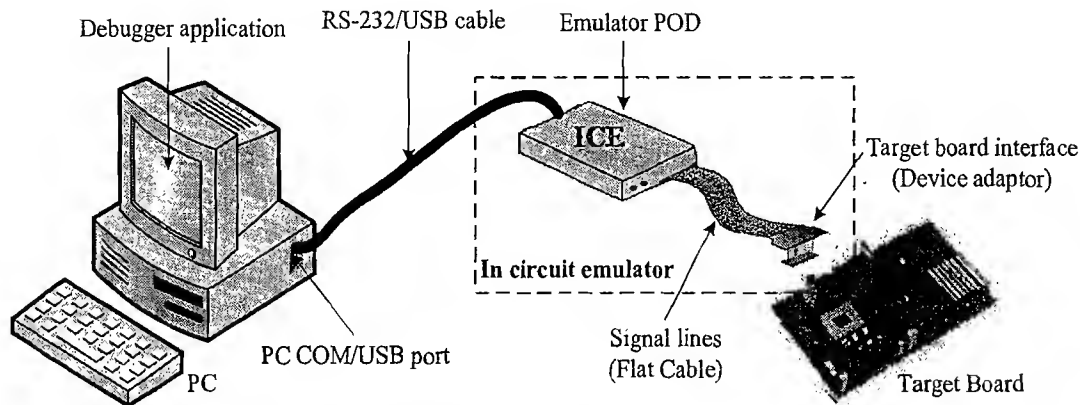 Debugger application
RS-232/USB cable
Emulator POD
ICE
Target board interface
(Device adaptor)
In circuit emulator
PC COM/USB port
PC
Signal lines
(Flat Cable)
Target Board